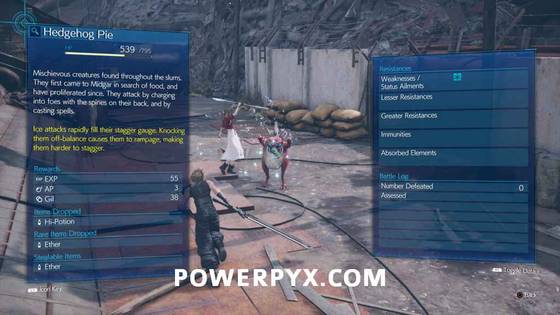 Hedgehog Pie
HP 539 /795
Mischievous creatures found throughout the slums.
They first came to Midgar in search of food, and
have proliferated since. They attack by charging
into foes with the spines on their back, and by
casting spells.
Ice attacks rapidly fill their stagger gauge. Knocking
them off-balance causes them to rampage, making
them harder to stagger.
Rewards
EXP 55
AP 3
Gil 38
Items Dropped
Hi-Potion
Rare Items Dropped
Ether
Stealable Items
Ether
Icon Key
Resistances
Weaknesses /
Status Ailments
Lesser Resistances
Greater Resistances
Immunities
Absorbed Elements
Battle Log
Number Defeated 0
Assessed
Toggle Data
Back
POWERPYX.COM